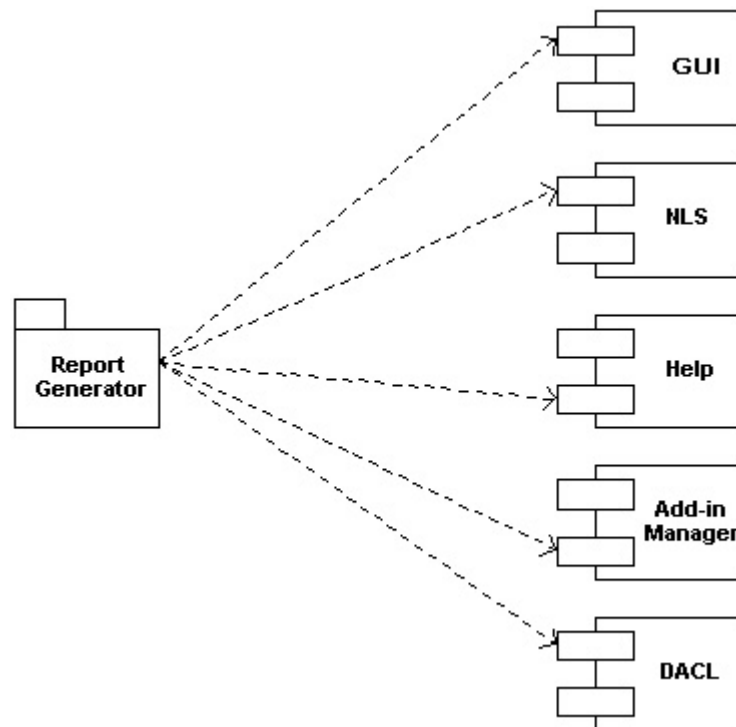 GUI
NLS
Report
Generator
Help
Add-in
Manager
DACL